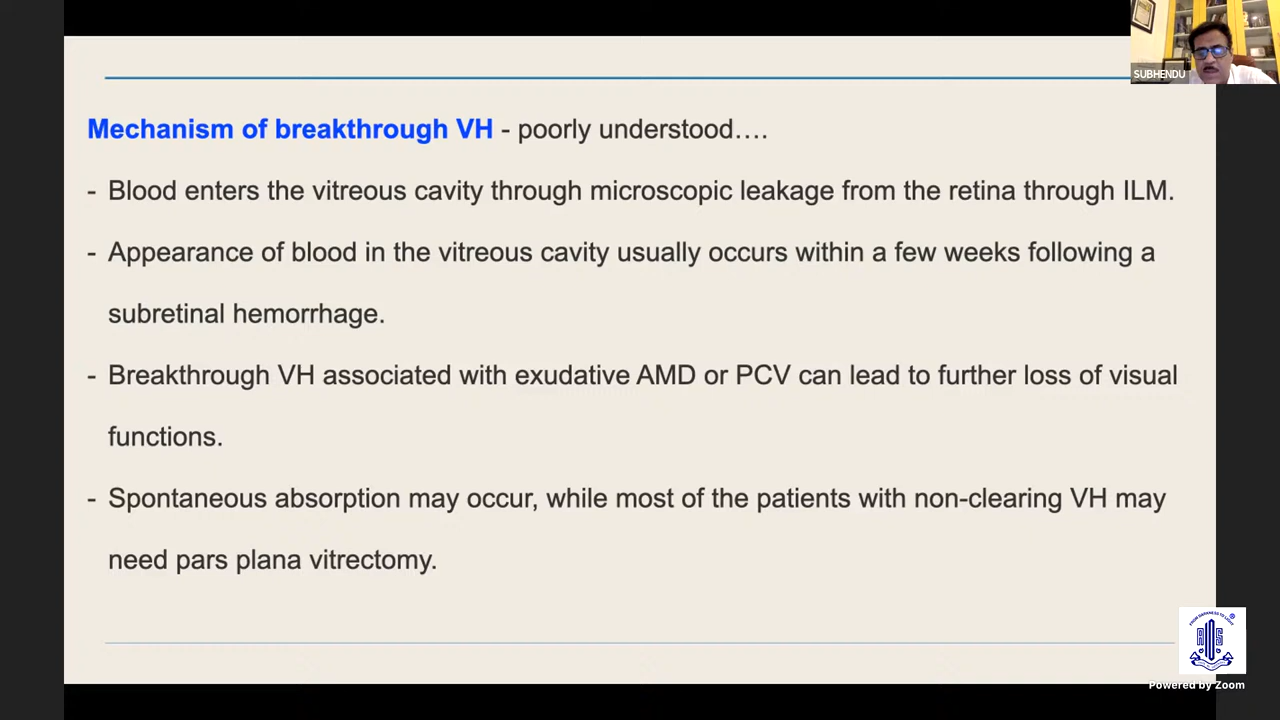 SUBHENDU
Mechanism of breakthrough VH - poorly understood....
- Blood enters the vitreous cavity through microscopic leakage from the retina through ILM.
- Appearance of blood in the vitreous cavity usually occurs within a few weeks following a
subretinal hemorrhage.
- Breakthrough VH associated with exudative AMD or PCV can lead to further loss of visual
functions.
- Spontaneous absorption may occur, while most of the patients with non-clearing VH may
need pars plana vitrectomy.
Powered by Zoom